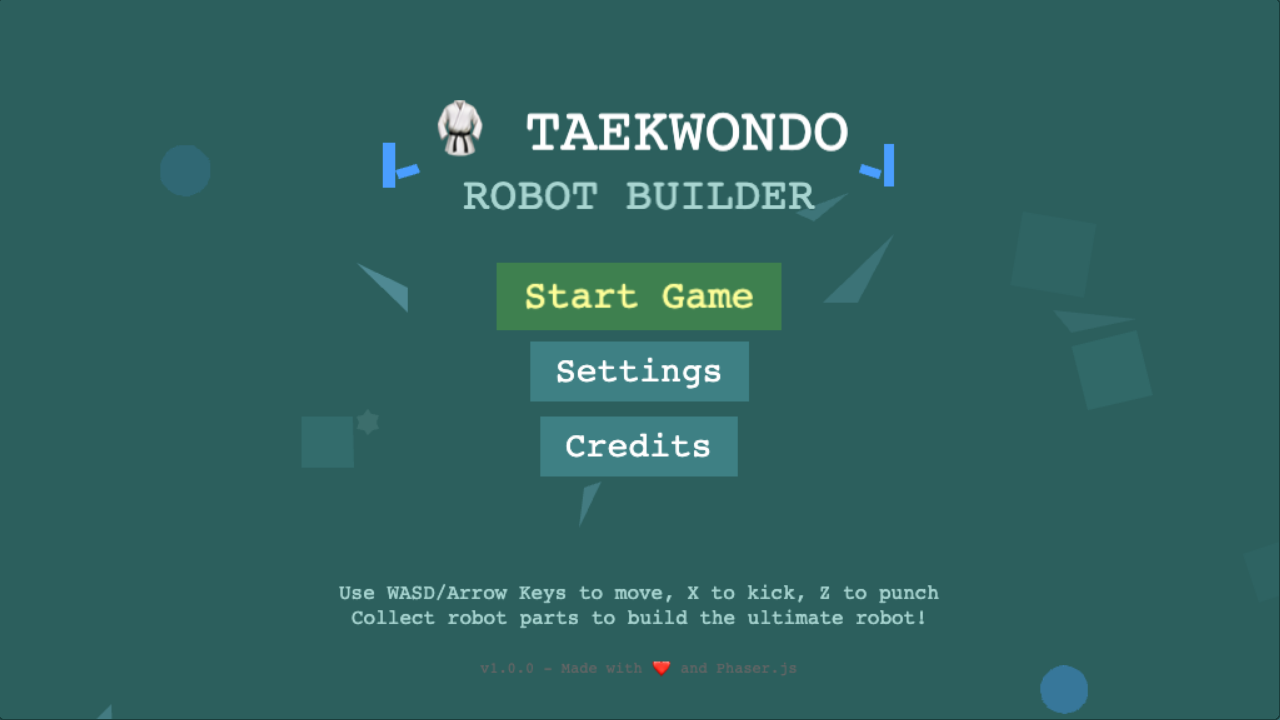 🥋 TAEKWONDO
ROBOT BUILDER
Start Game
Settings
Credits
Use WASD/Arrow Keys to move, X to kick, Z to punch
Collect robot parts to build the ultimate robot!
v1.0.0 - Made with ❤️ and Phaser.js